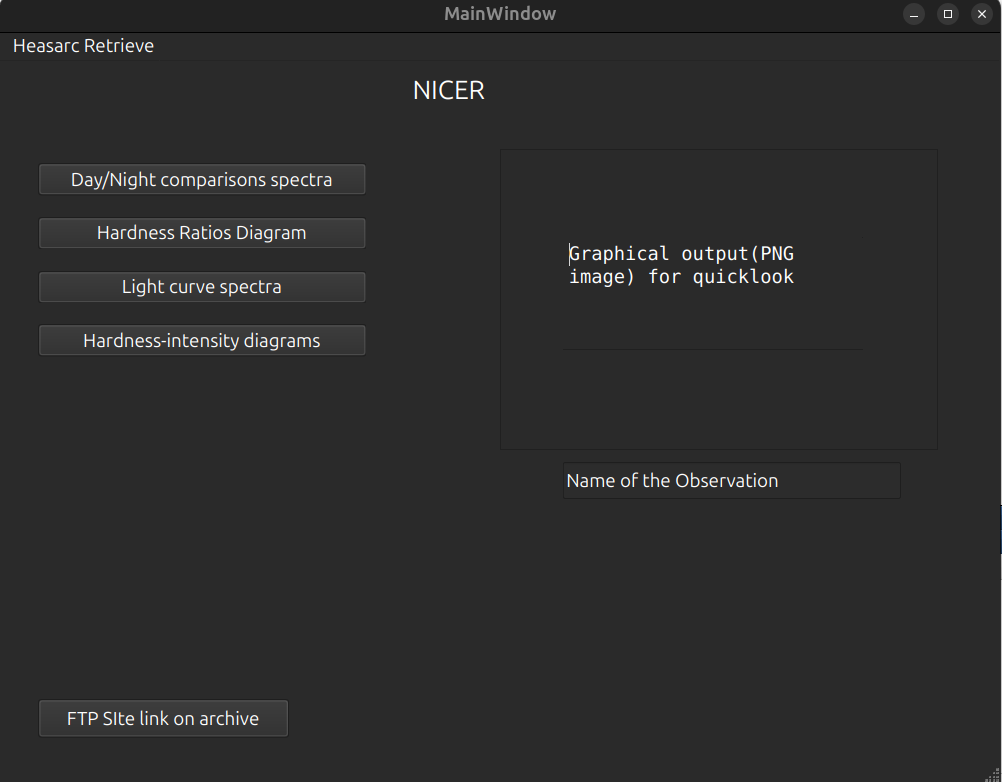 MainWindow
Heasarc Retrieve
NICER
Day/Night comparisons spectra
Hardness Ratios Diagram
Light curve spectra
Hardness-intensity diagrams
Graphical output(PNG
image) for quicklook
Name of the Observation
FTP SIte link on archive